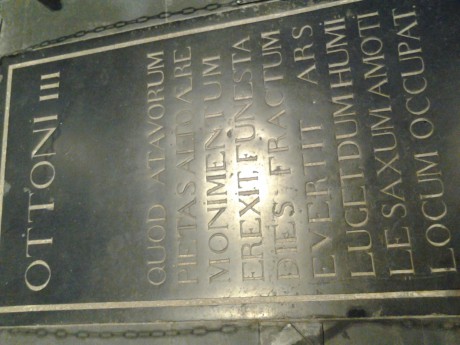 OTTONI III
QUOD ATAVORUM
PIETAS ALIDARE
MONIMENTUM
EREXIT, FUNESTA
DIES FRACTUM
EVERTIT ARS
LUGET, DUM HUMI-
LE SAXUM AMOTI
LOCUM OCCUPAT.